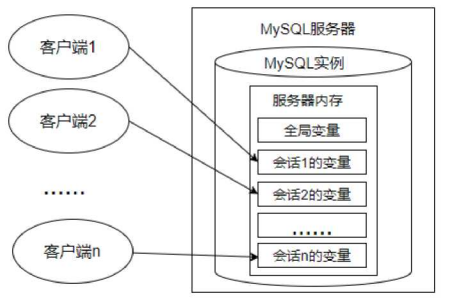 客户端1
客户端2
……
客户端n
MySQL服务器
MySQL实例
服务器内存
全局变量
会话1的变量
会话2的变量
……
会话n的变量